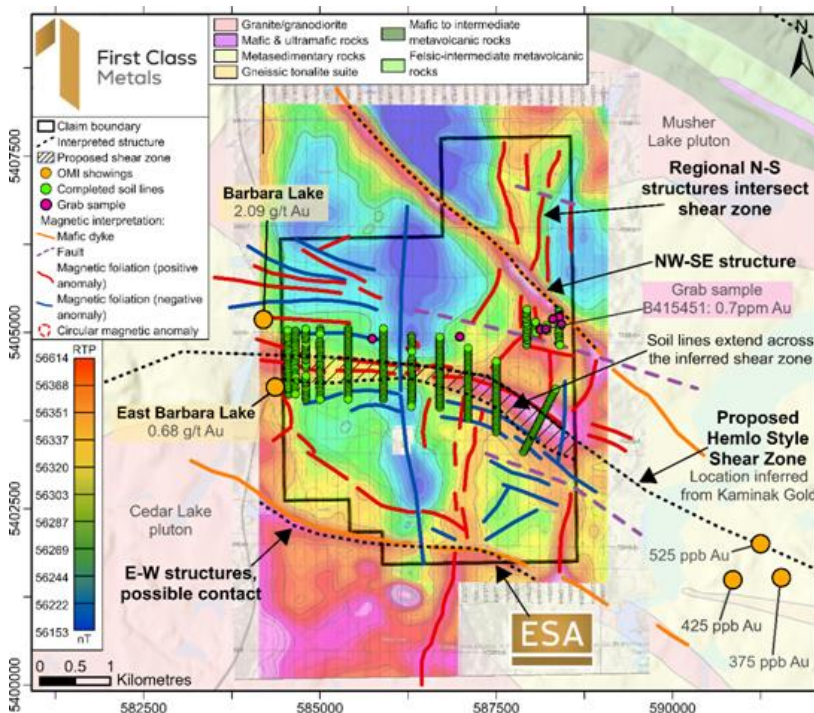 First Class
Metals
Granite/granodiorite
Mafic & ultramafic rocks
Metasedimentary rocks
Gneissic tonalite suite
Mafic to intermediate
metavolcanic rocks
Felsic-intermediate metavolcanic
rocks
N
Claim boundary
Interpreted structure
Proposed shear zone
OMI showings
Completed soil lines
Grab sample
Magnetic interpretation:
Mafic dyke
Fault
Magnetic foliation (positive
anomaly)
Magnetic foliation (negative
anomaly)
Circular magnetic anomaly
RTP
56614
56388
56351
56337
56320
56303
56287
56269
56244
56222
56153
nT
0 0.5 1 2
Kilometres
Musher
Lake pluton
Regional N-S
structures intersect
shear zone
Barbara Lake
2.09 g/t Au
NW-SE structure
Grab sample
B415451: 0.7ppm Au
Soil lines extend across
the inferred shear zone
East Barbara Lake
0.68 g/t Au
Proposed
Hemlo Style
Shear Zone
Location inferred
from Kaminak Gold
Cedar Lake
pluton
E-W structures,
possible contact
ESA
525 ppb Au
425 ppb Au
375 ppb Au
5407500
5405000
5402500
5400000
582500
585000
587500
590000